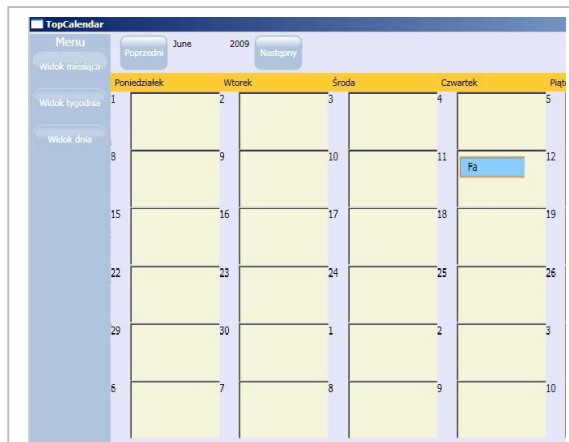 TopCalendar
Menu
Widok miesiąca
Widok tygodnia
Widok dnia
Poprzedni June 2009 Następny
Poniedziałek Wtorek Środa Czwartek Piąt
1 2 3 4 5
8 9 10 11 Fa 12
15 16 17 18 19
22 23 24 25 26
29 30 1 2 3
6 7 8 9 10